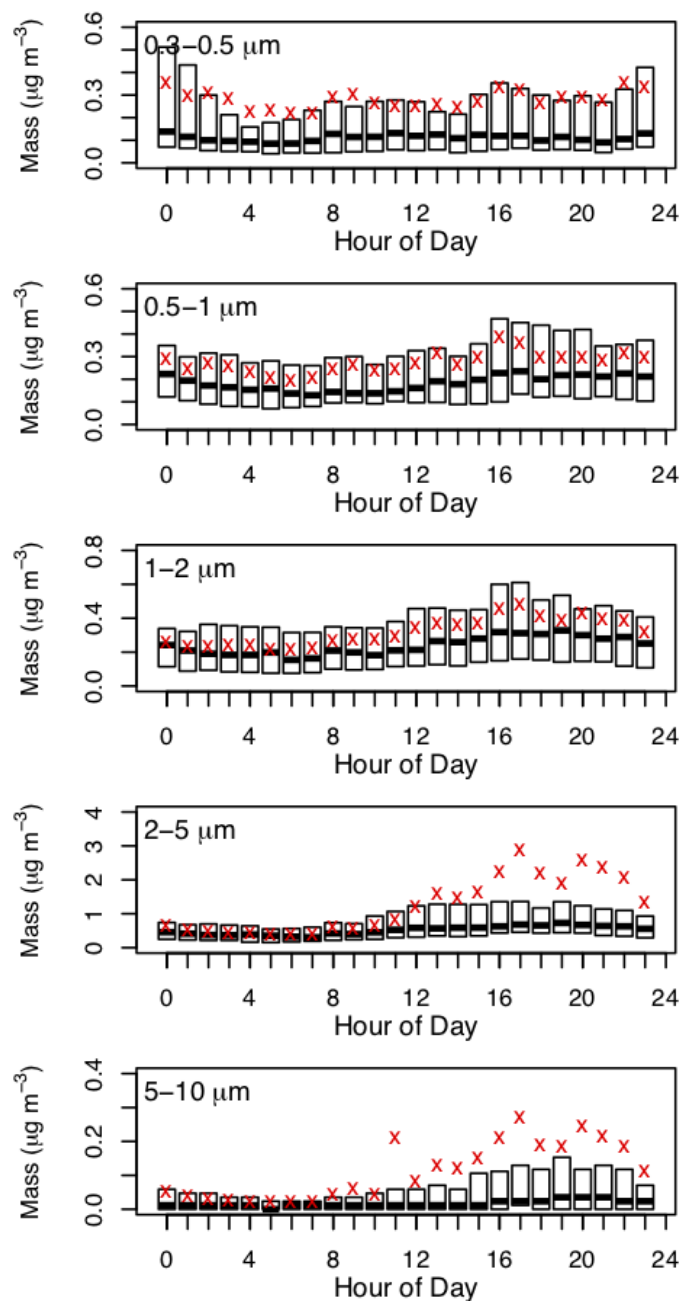 0.3–0.5 μm
Mass (μg m⁻³)
0.0 0.3 0.6
0 4 8 12 16 20 24
Hour of Day
0.5–1 μm
Mass (μg m⁻³)
0.0 0.3 0.6
0 4 8 12 16 20 24
Hour of Day
1–2 μm
Mass (μg m⁻³)
0.0 0.4 0.8
0 4 8 12 16 20 24
Hour of Day
2–5 μm
Mass (μg m⁻³)
0 1 2 3 4
0 4 8 12 16 20 24
Hour of Day
5–10 μm
Mass (μg m⁻³)
0.0 0.2 0.4
0 4 8 12 16 20 24
Hour of Day